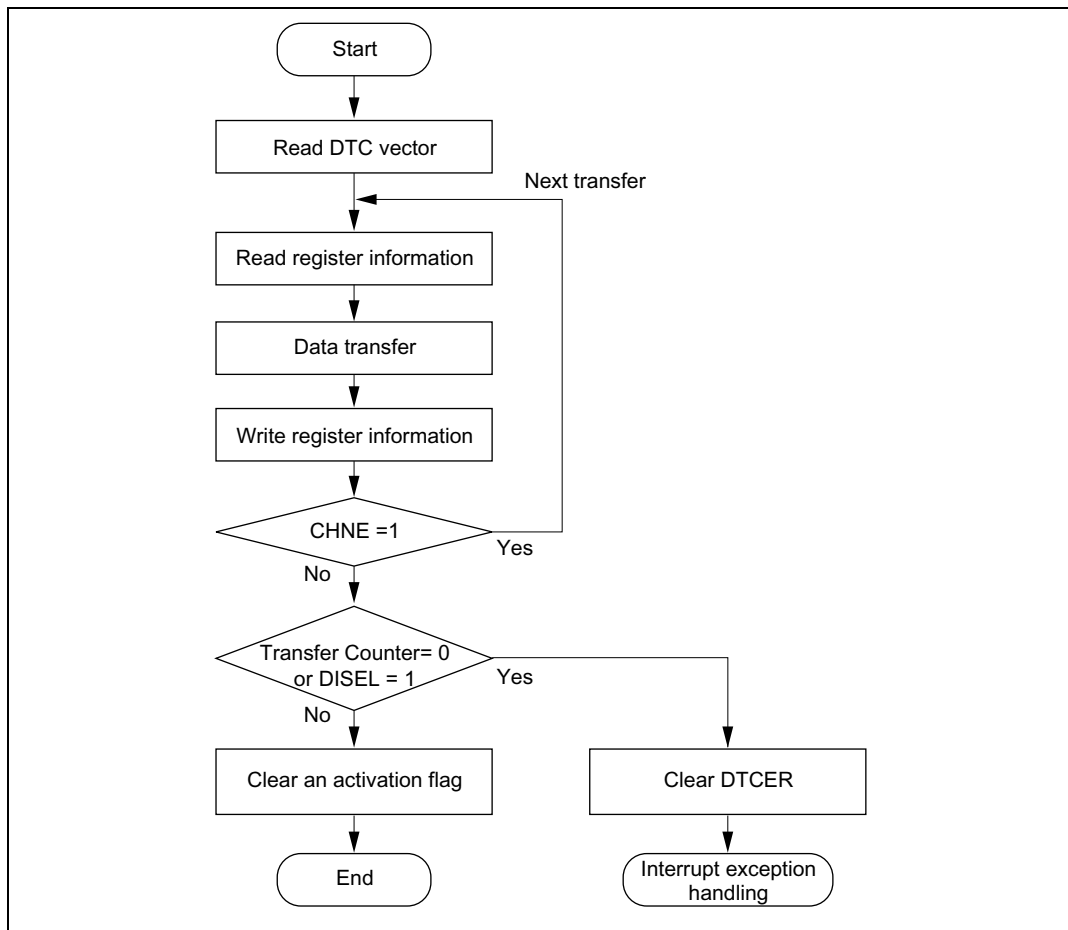 Start
Read DTC vector
Next transfer
Read register information
Data transfer
Write register information
CHNE =1
Yes
No
Transfer Counter= 0
or DISEL = 1
Yes
No
Clear an activation flag
Clear DTCER
End
Interrupt exception
handling